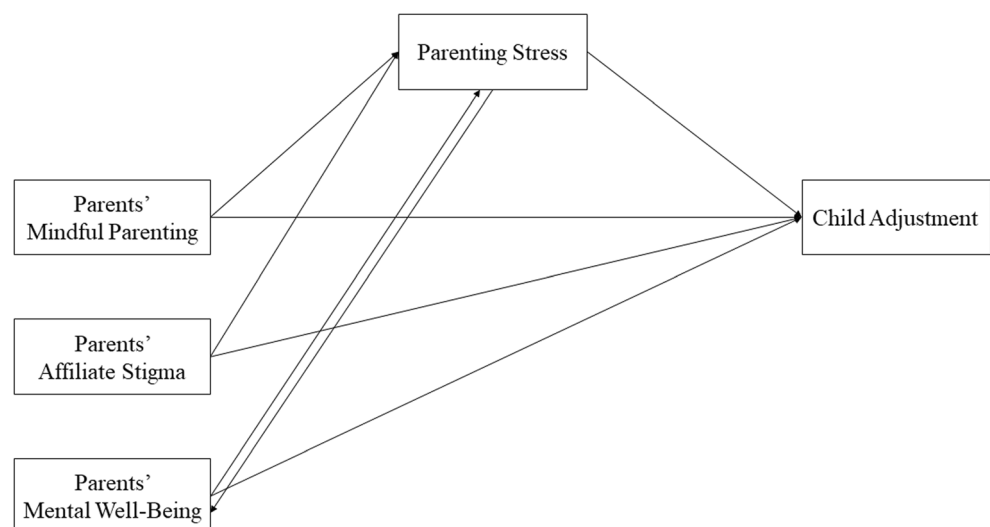 Parenting Stress
Parents’
Mindful Parenting
Child Adjustment
Parents’
Affiliate Stigma
Parents’
Mental Well-Being